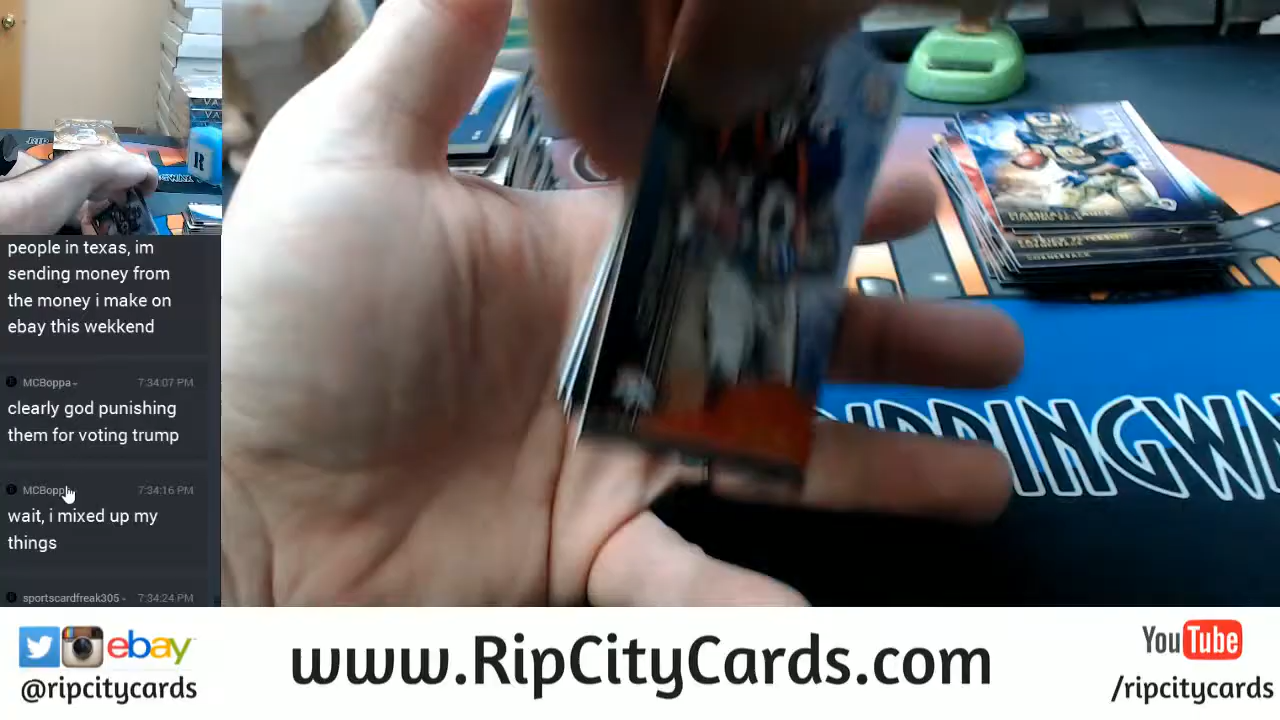 people in texas, im
sending money from
the money i make on
ebay this wekkend
MCBoppa- 7:34:07 PM
clearly god punishing
them for voting trump
MCBoppa 7:34:16 PM
wait, i mixed up my
things
sportscardfreak305- 7:34:24 PM
CORNERBACK
RIPPINGWAX
ebay
@ripcitycards
www.RipCityCards.com
YouTube
/ripcitycards